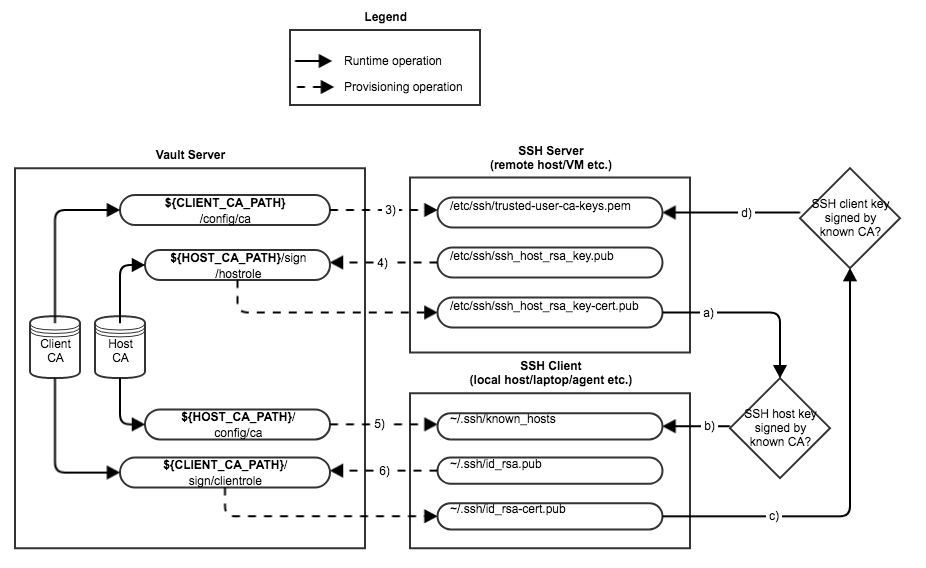 Legend
Runtime operation
Provisioning operation
Vault Server
SSH Server
(remote host/VM etc.)
${CLIENT_CA_PATH}
/config/ca
3)
/etc/ssh/trusted-user-ca-keys.pem
d)
SSH client key
signed by
known CA?
${HOST_CA_PATH}/sign
/hostrole
4)
/etc/ssh/ssh_host_rsa_key.pub
/etc/ssh/ssh_host_rsa_key-cert.pub
a)
Client
CA
Host
CA
SSH Client
(local host/laptop/agent etc.)
${HOST_CA_PATH}/
config/ca
5)
~/.ssh/known_hosts
b)
SSH host key
signed by
known CA?
${CLIENT_CA_PATH}/
sign/clientrole
6)
~/.ssh/id_rsa.pub
~/.ssh/id_rsa-cert.pub
c)